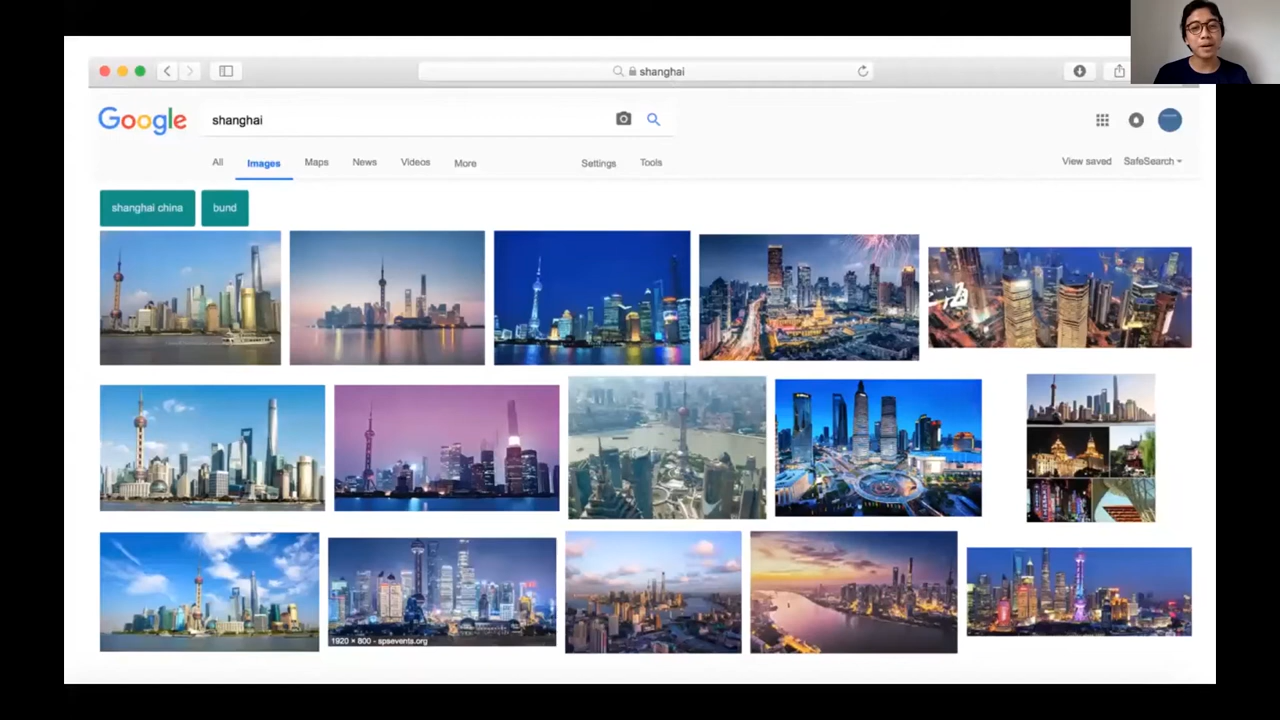 shanghai
Google
shanghai
All Images Maps News Videos More Settings Tools
View saved SafeSearch
shanghai china bund
海
1920 × 800 - spsevents.org